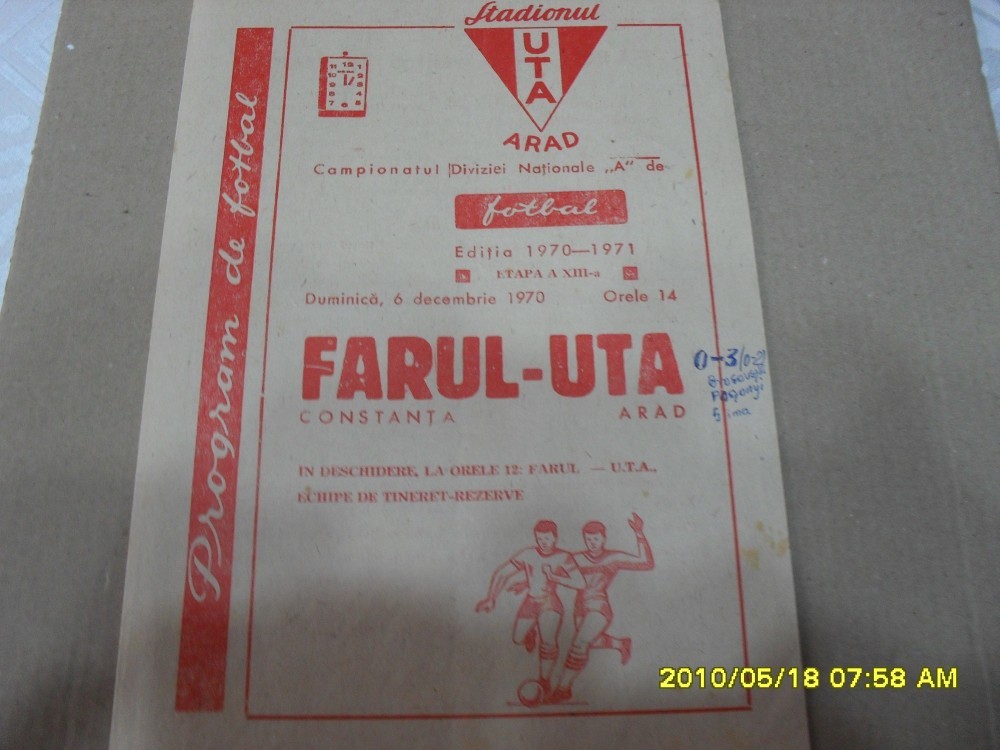 Stadionul
UTA
ARAD
Program de fotbal
Campionatul Diviziei Naționale „A" de
fotbal
Ediția 1970—1971
ETAPA A XIII-a
Duminică, 6 decembrie 1970 Orele 14
FARUL-UTA
CONSTANȚA ARAD
0-3
IN DESCHIDERE, LA ORELE 12: FARUL — U.T.A.,
ECHIPE DE TINERET-REZERVE
2010/05/18 07:58 AM